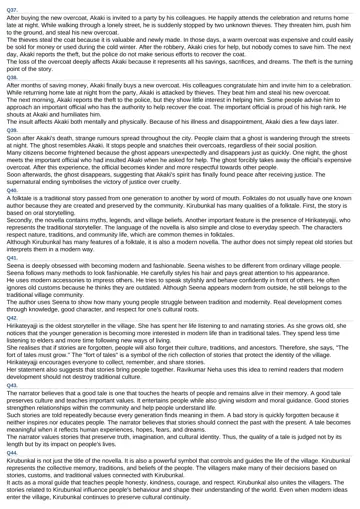 Q37.
After buying the new overcoat, Akaki is invited to a party by his colleagues. He happily attends the celebration and returns home
late at night. While walking through a lonely street, he is suddenly stopped by two unknown thieves. They threaten him, push him
to the ground, and steal his new overcoat.
The thieves steal the coat because it is valuable and newly made. In those days, a warm overcoat was expensive and could easily
be sold for money or used during the cold winter. After the robbery, Akaki cries for help, but nobody comes to save him. The next
day, Akaki reports the theft, but the police do not make serious efforts to recover the coat.
The loss of the overcoat deeply affects Akaki because it represents all his savings, sacrifices, and dreams. The theft is the turning
point of the story.
Q38.
After months of saving money, Akaki finally buys a new overcoat. His colleagues congratulate him and invite him to a celebration.
While returning home late at night from the party, Akaki is attacked by thieves. They beat him and steal his new overcoat.
The next morning, Akaki reports the theft to the police, but they show little interest in helping him. Some people advise him to
approach an important official who has the authority to help recover the coat. The important official is proud of his high rank. He
shouts at Akaki and humiliates him.
The insult affects Akaki both mentally and physically. Because of his illness and disappointment, Akaki dies a few days later.
Q39.
Soon after Akaki's death, strange rumours spread throughout the city. People claim that a ghost is wandering through the streets
at night. The ghost resembles Akaki. It stops people and snatches their overcoats, regardless of their social position.
Many citizens become frightened because the ghost appears unexpectedly and disappears just as quickly. One night, the ghost
meets the important official who had insulted Akaki when he asked for help. The ghost forcibly takes away the official's expensive
overcoat. After this experience, the official becomes kinder and more respectful towards other people.
Soon afterwards, the ghost disappears, suggesting that Akaki's spirit has finally found peace after receiving justice. The
supernatural ending symbolises the victory of justice over cruelty.
Q40.
A folktale is a traditional story passed from one generation to another by word of mouth. Folktales do not usually have one known
author because they are created and preserved by the community. Kirubunkal has many qualities of a folktale. First, the story is
based on oral storytelling.
Secondly, the novella contains myths, legends, and village beliefs. Another important feature is the presence of Hirikateyajji, who
represents the traditional storyteller. The language of the novella is also simple and close to everyday speech. The characters
respect nature, traditions, and community life, which are common themes in folktales.
Although Kirubunkal has many features of a folktale, it is also a modern novella. The author does not simply repeat old stories but
interprets them in a modern way.
Q41.
Seena is deeply obsessed with becoming modern and fashionable. Seena wishes to be different from ordinary village people.
Seena follows many methods to look fashionable. He carefully styles his hair and pays great attention to his appearance.
He uses modern accessories to impress others. He tries to speak stylishly and behave confidently in front of others. He often
ignores old customs because he thinks they are outdated. Although Seena appears modern from outside, he still belongs to the
traditional village community.
The author uses Seena to show how many young people struggle between tradition and modernity. Real development comes
through knowledge, good character, and respect for one's cultural roots.
Q42.
Hirikateyajji is the oldest storyteller in the village. She has spent her life listening to and narrating stories. As she grows old, she
notices that the younger generation is becoming more interested in modern life than in traditional tales. They spend less time
listening to elders and more time following new ways of living.
She realises that if stories are forgotten, people will also forget their culture, traditions, and ancestors. Therefore, she says, "The
fort of tales must grow." The "fort of tales" is a symbol of the rich collection of stories that protect the identity of the village.
Hirikateyajji encourages everyone to collect, remember, and share stories.
Her statement also suggests that stories bring people together. Ravikumar Neha uses this idea to remind readers that modern
development should not destroy traditional culture.
Q43.
The narrator believes that a good tale is one that touches the hearts of people and remains alive in their memory. A good tale
preserves culture and teaches important values. It entertains people while also giving wisdom and moral guidance. Good stories
strengthen relationships within the community and help people understand life.
Such stories are told repeatedly because every generation finds meaning in them. A bad story is quickly forgotten because it
neither inspires nor educates people. The narrator believes that stories should connect the past with the present. A tale becomes
meaningful when it reflects human experiences, hopes, fears, and dreams.
The narrator values stories that preserve truth, imagination, and cultural identity. Thus, the quality of a tale is judged not by its
length but by its impact on people's lives.
Q44.
Kirubunkal is not just the title of the novella. It is also a powerful symbol that controls and guides the life of the village. Kirubunkal
represents the collective memory, traditions, and beliefs of the people. The villagers make many of their decisions based on
stories, customs, and traditional values connected with Kirubunkal.
It acts as a moral guide that teaches people honesty, kindness, courage, and respect. Kirubunkal also unites the villagers. The
stories related to Kirubunkal influence people's behaviour and shape their understanding of the world. Even when modern ideas
enter the village, Kirubunkal continues to preserve cultural continuity.